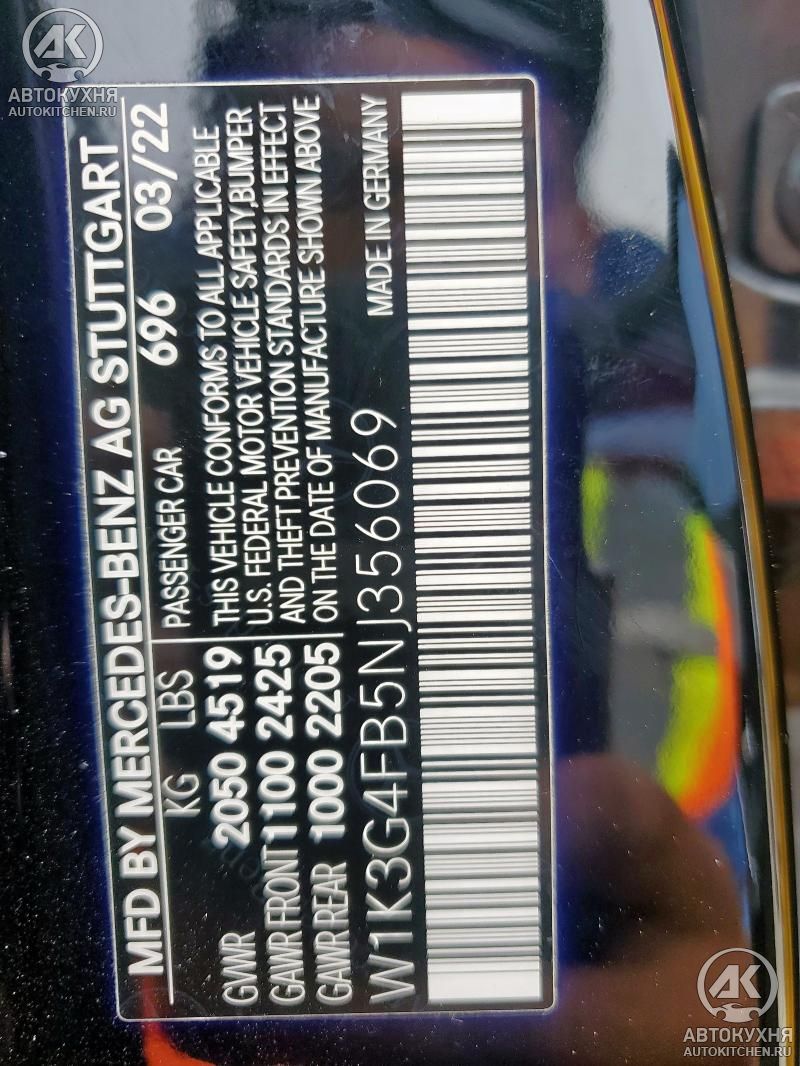 AK
АВТОКУХНЯ
AUTOKITCHEN.RU
MFD BY MERCEDES-BENZ AG STUTTGART
KG LBS
696 03/22
PASSENGER CAR
GVWR 2050 4519
GAWR FRONT 1100 2425
GAWR REAR 1000 2205
THIS VEHICLE CONFORMS TO ALL APPLICABLE
U.S. FEDERAL MOTOR VEHICLE SAFETY,BUMPER
AND THEFT PREVENTION STANDARDS IN EFFECT
ON THE DATE OF MANUFACTURE SHOWN ABOVE
W1K3G4FB5NJ356069
MADE IN GERMANY
AK
АВТОКУХНЯ
AUTOKITCHEN.RU